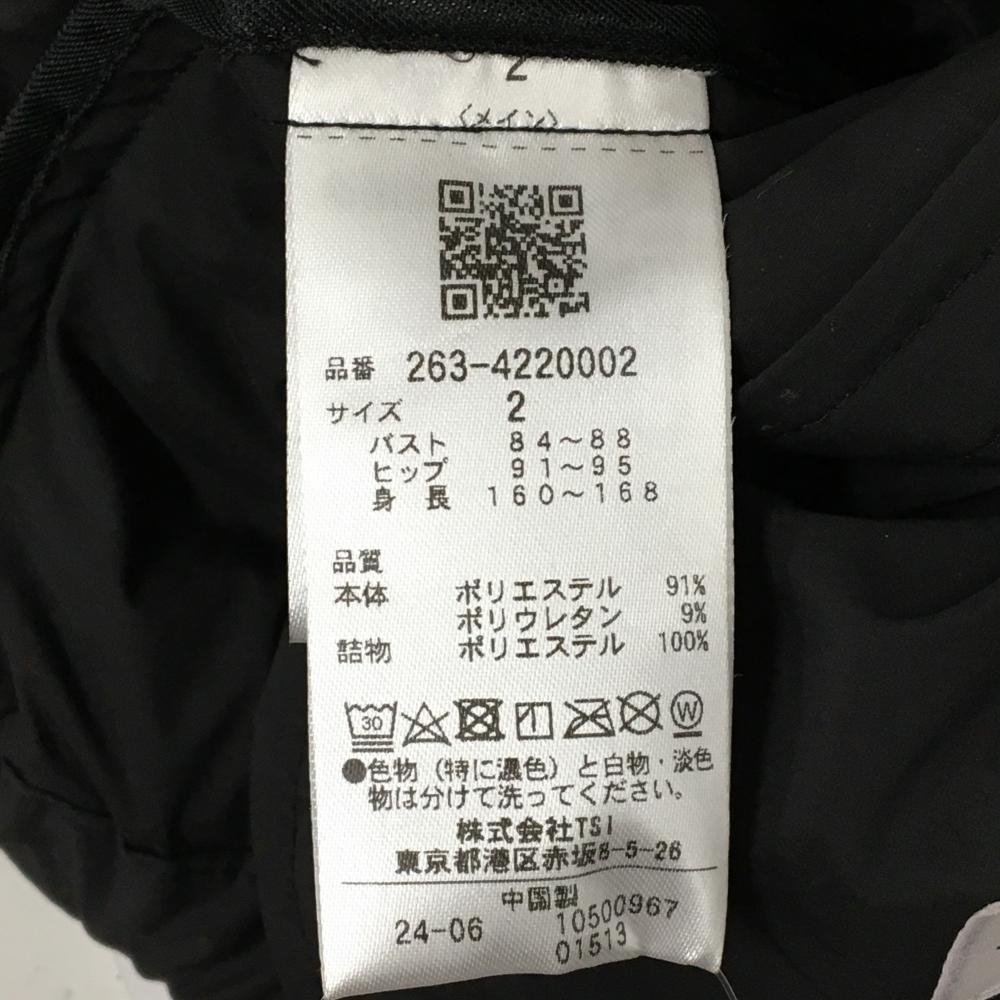 2
〈メイン〉
品番 263-4220002
サイズ 2
バスト 84～88
ヒップ 91～95
身 長 160～168
品質
本体 ポリエステル 91%
ポリウレタン 9%
詰物 ポリエステル 100%
30 W
●色物（特に濃色）と白物・淡色
物は分けて洗ってください。
株式会社TSI
東京都港区赤坂8-5-26
中国製
24-06 10500967
01513